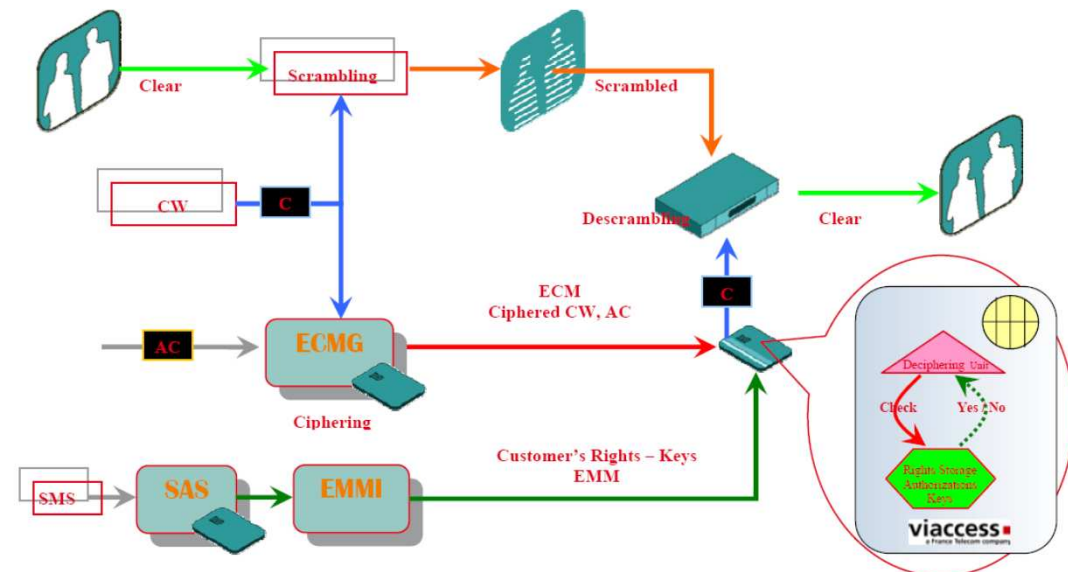 Clear
Scrambling
Scrambled
CW
C
Descrambling
Clear
C
ECM
Ciphered CW, AC
AC
ECMG
Ciphering
Customer's Rights – Keys
EMM
SMS
SAS
EMMI
Deciphering Unit
Check
Yes / No
Rights Storage
Authorizations
Keys
viaccess
a France Telecom company